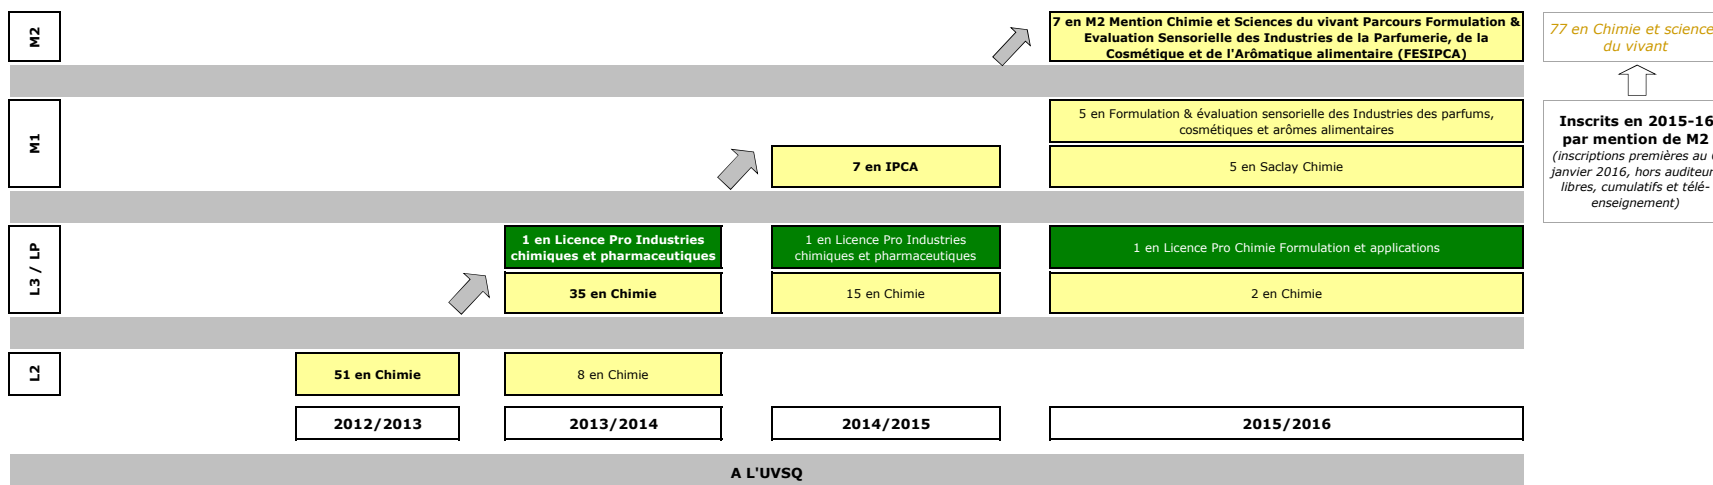 M2
7 en M2 Mention Chimie et Sciences du vivant Parcours Formulation &
Evaluation Sensorielle des Industries de la Parfumerie, de la
Cosmétique et de l'Arômatique alimentaire (FESIPCA)
77 en Chimie et science
du vivant
M1
5 en Formulation & évaluation sensorielle des Industries des parfums,
cosmétiques et arômes alimentaires
7 en IPCA
5 en Saclay Chimie
Inscrits en 2015-16
par mention de M2
(inscriptions premières au
janvier 2016, hors auditeur
libres, cumulatifs et télé-
enseignement)
L3 / LP
1 en Licence Pro Industries
chimiques et pharmaceutiques
1 en Licence Pro Industries
chimiques et pharmaceutiques
1 en Licence Pro Chimie Formulation et applications
35 en Chimie
15 en Chimie
2 en Chimie
L2
51 en Chimie
8 en Chimie
2012/2013
2013/2014
2014/2015
2015/2016
A L'UVSQ